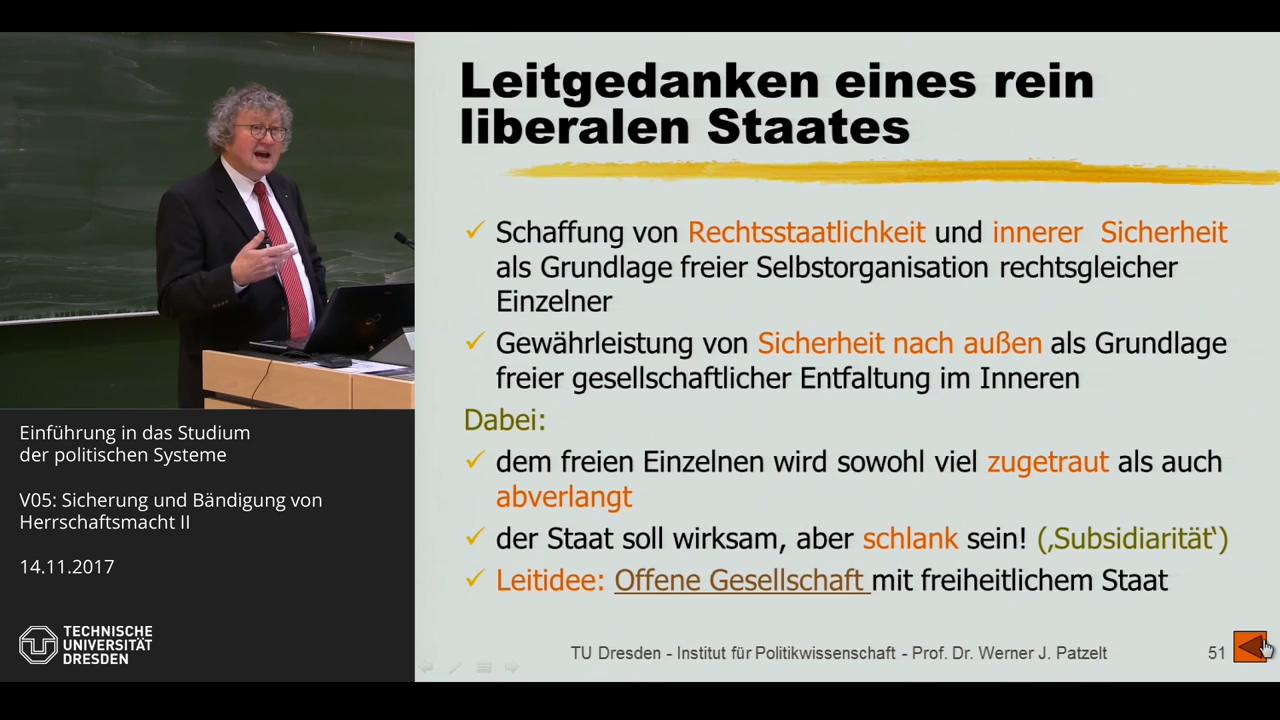 Leitgedanken eines rein
liberalen Staates
Schaffung von Rechtsstaatlichkeit und innerer Sicherheit
als Grundlage freier Selbstorganisation rechtsgleicher
Einzelner
Gewährleistung von Sicherheit nach außen als Grundlage
freier gesellschaftlicher Entfaltung im Inneren
Dabei:
dem freien Einzelnen wird sowohl viel zugetraut als auch
abverlangt
der Staat soll wirksam, aber schlank sein! (‚Subsidiarität‘)
Leitidee: Offene Gesellschaft mit freiheitlichem Staat
TU Dresden - Institut für Politikwissenschaft - Prof. Dr. Werner J. Patzelt
51
Einführung in das Studium
der politischen Systeme
V05: Sicherung und Bändigung von
Herrschaftsmacht II
14.11.2017
TECHNISCHE
UNIVERSITÄT
DRESDEN